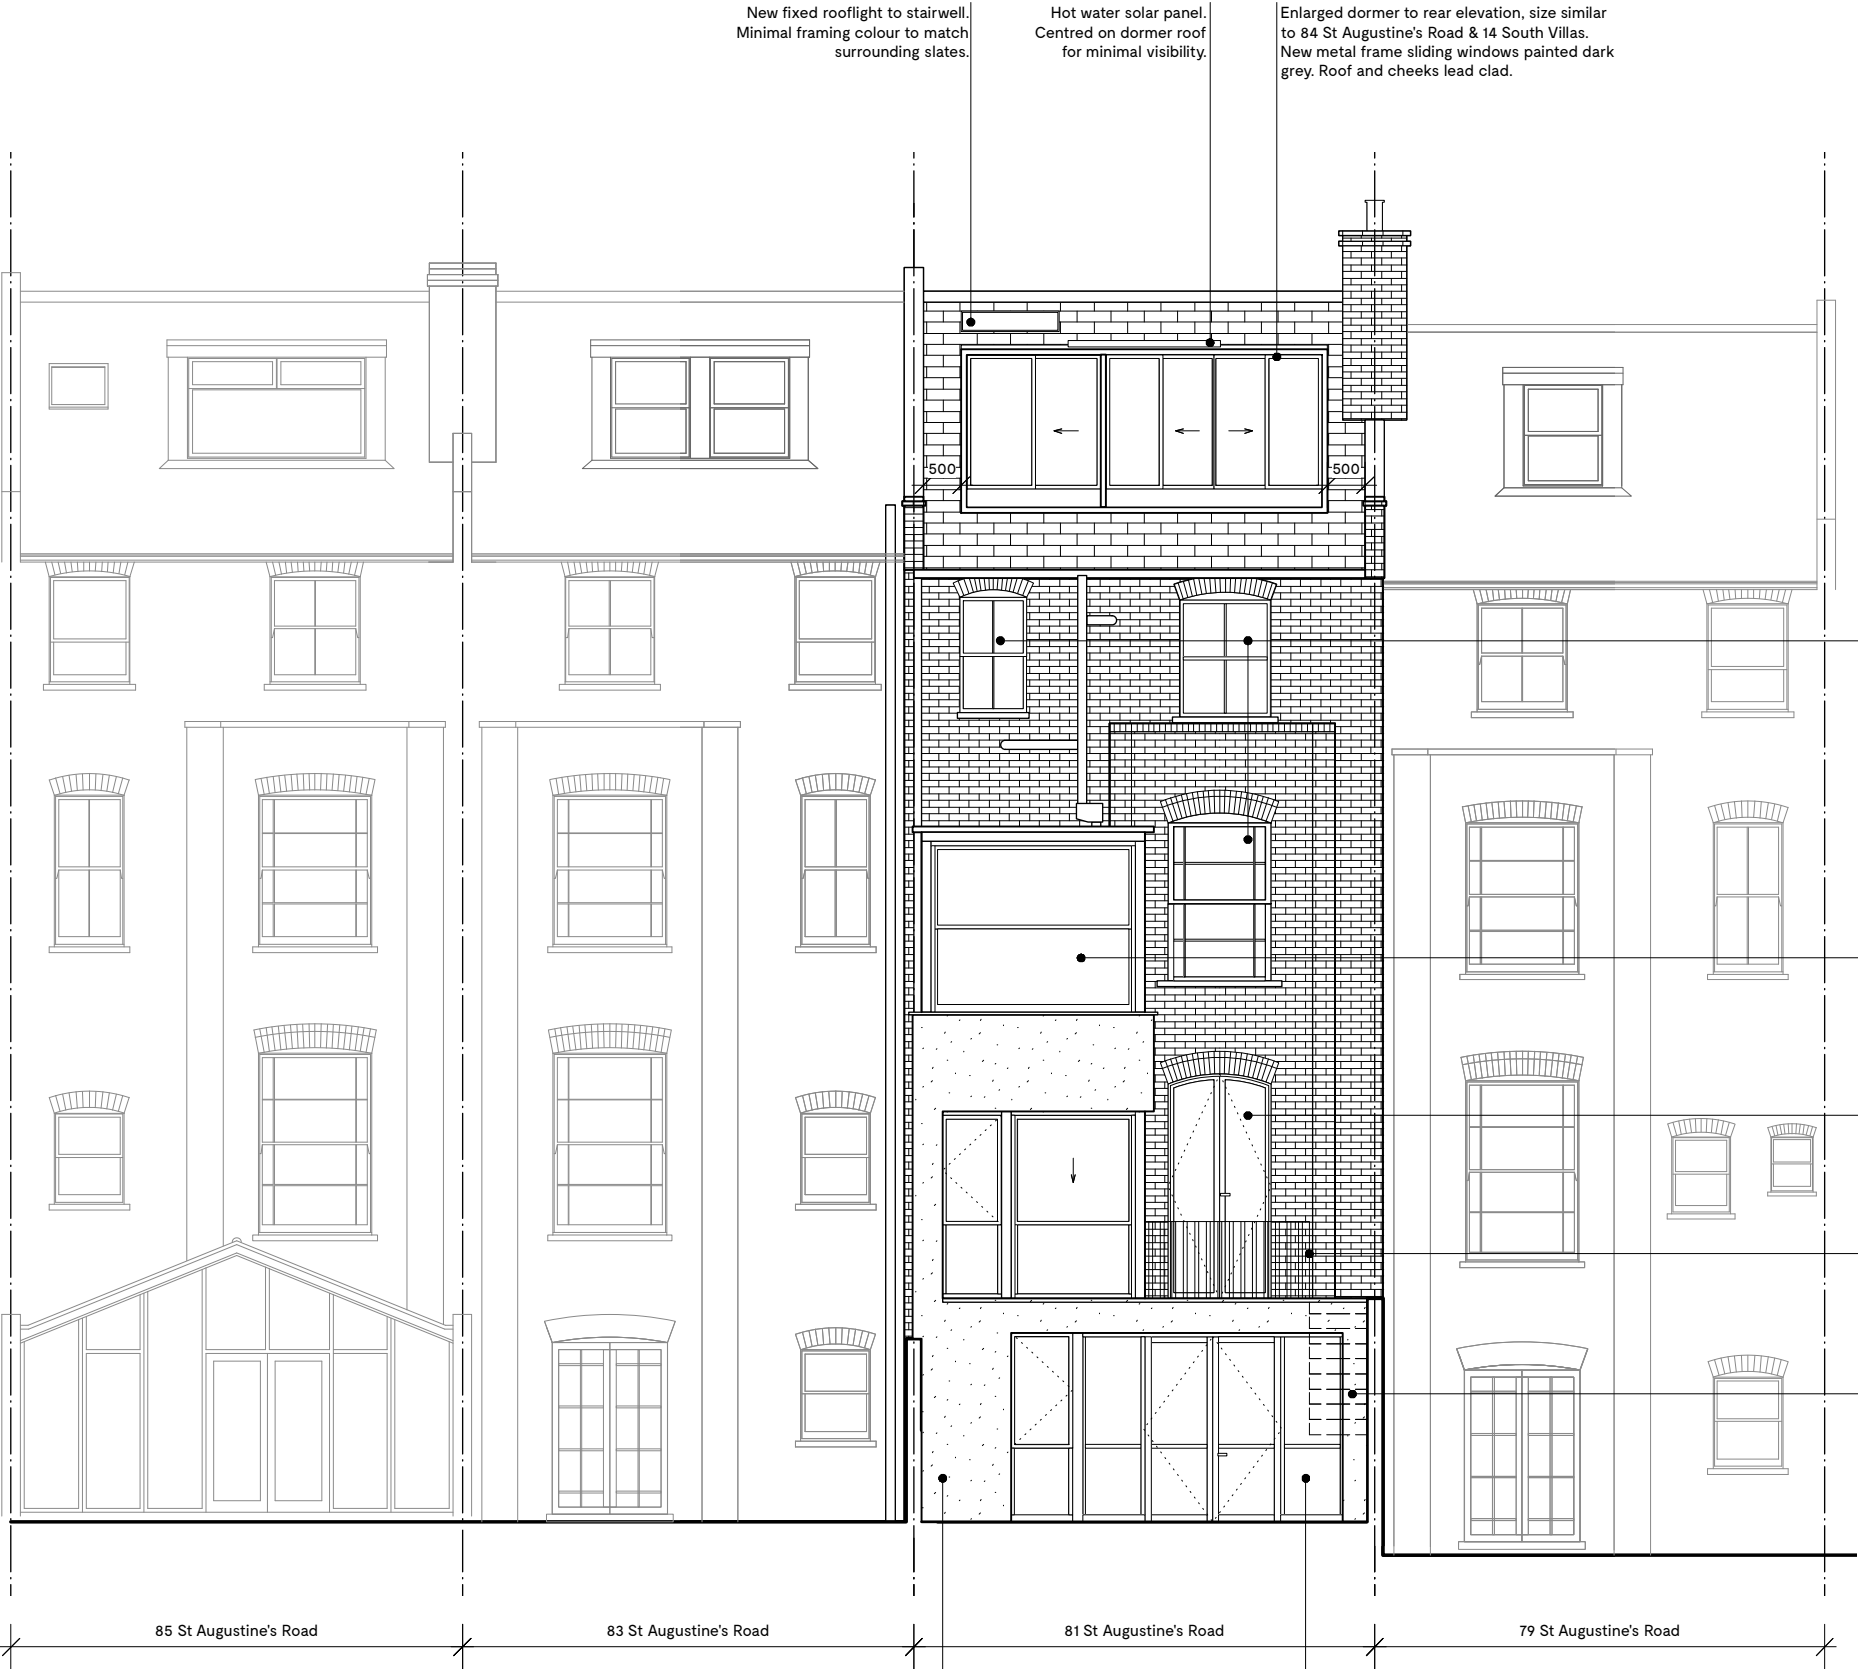 New fixed rooflight to stairwell.
Minimal framing colour to match
surrounding slates.
Hot water solar panel.
Centred on dormer roof
for minimal visibility.
Enlarged dormer to rear elevation, size similar
to 84 St Augustine's Road & 14 South Villas.
New metal frame sliding windows painted dark
grey. Roof and cheeks lead clad.
500
500
85 St Augustine's Road
83 St Augustine's Road
81 St Augustine's Road
79 St Augustine's Road